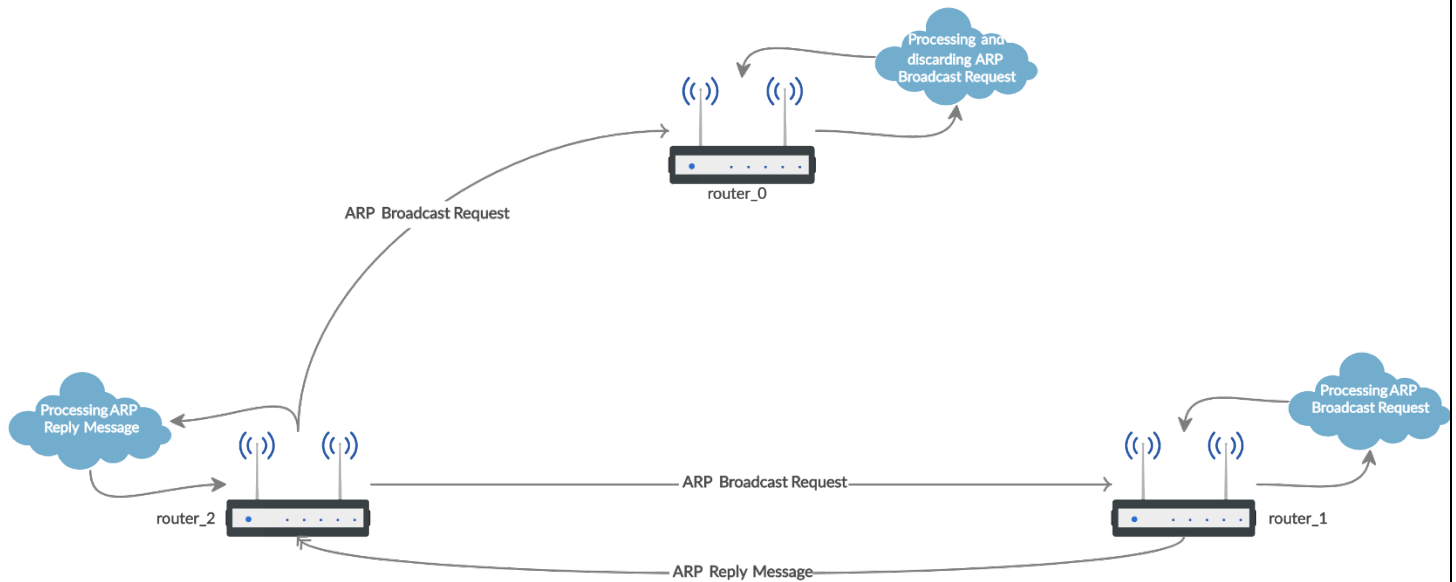 Processing and
discarding ARP
Broadcast Request
router_0
ARP Broadcast Request
Processing ARP
Reply Message
Processing ARP
Broadcast Request
ARP Broadcast Request
router_2
router_1
ARP Reply Message